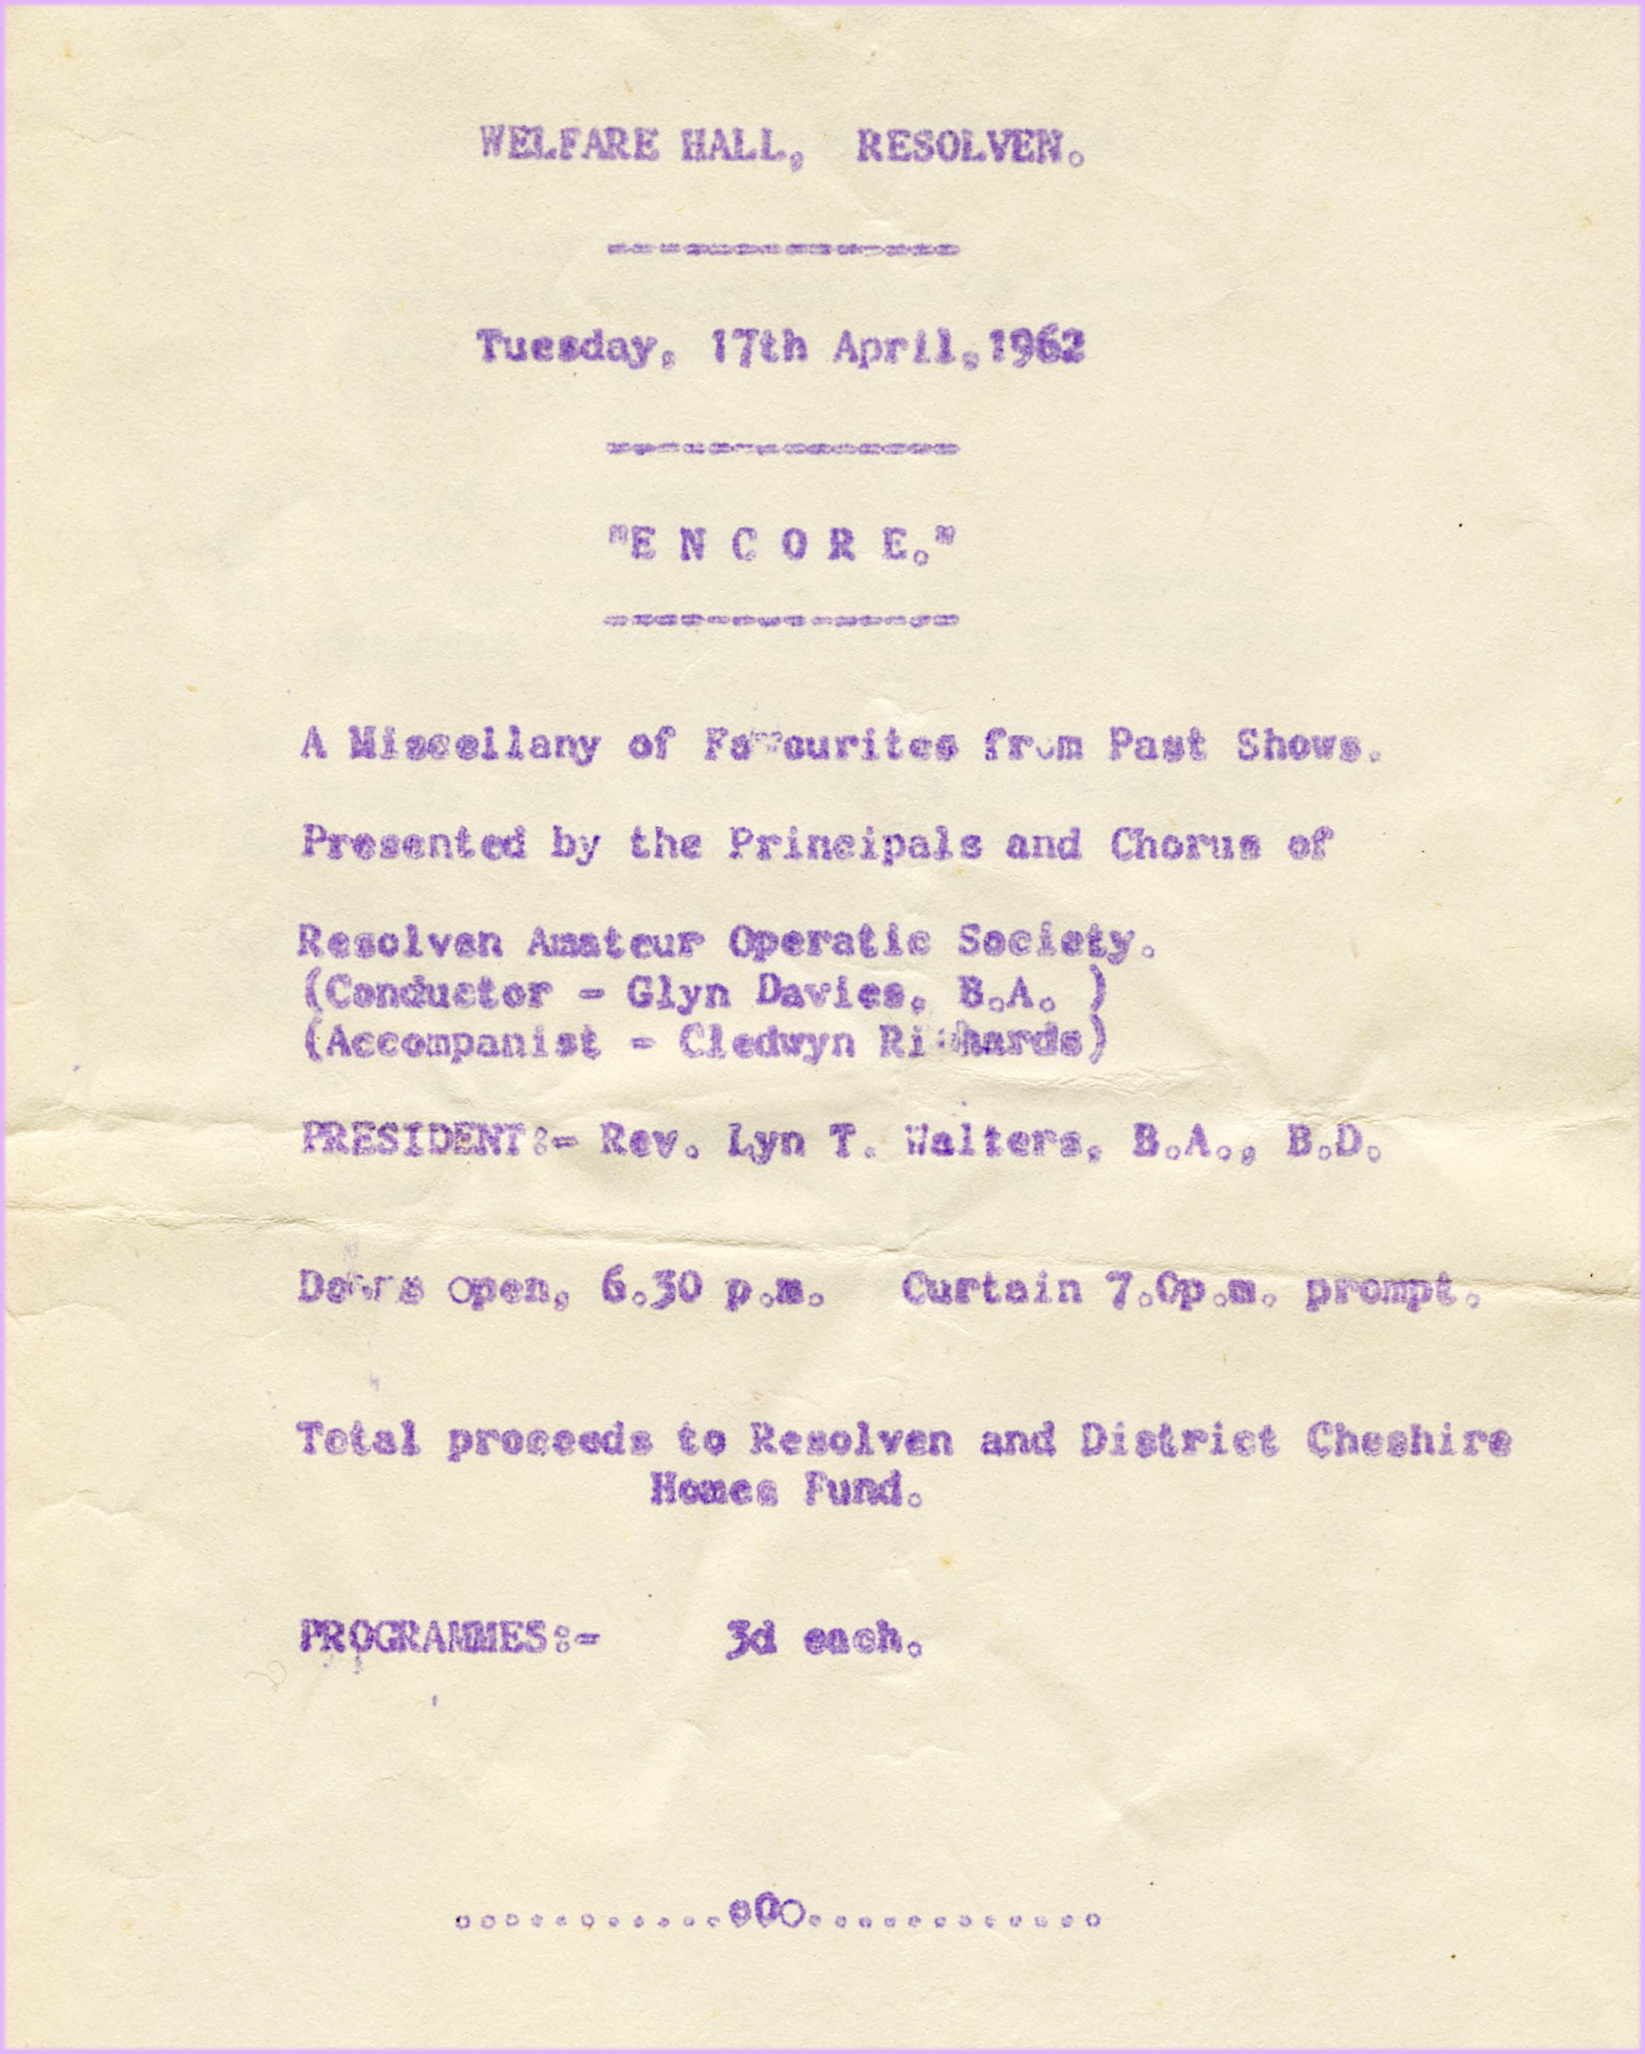 WELFARE HALL, RESOLVEN.
--------------
Tuesday, 17th April,1962
--------------
"E N C O R E."
--------------
A Miscellany of Favourites from Past Shows.
Presented by the Principals and Chorus of
Resolven Amateur Operatic Society.
(Conductor - Glyn Davies, B.A. )
(Accompanist - Cledwyn Richards)
PRESIDENT:- Rev. Lyn T. Walters, B.A., B.D.
Doors open, 6.30 p.m. Curtain 7.0p.m. prompt.
Total proceeds to Resolven and District Cheshire
Homes Fund.
PROGRAMMES:- 3d each.
...........oOo............